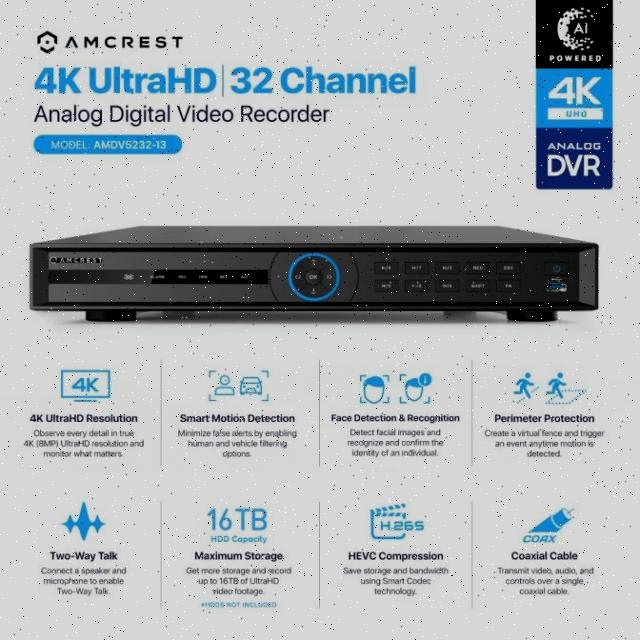 AMCREST
4K UltraHD | 32 Channel
Analog Digital Video Recorder
MODEL: AMDV5232-I3
AI
POWERED
4K
UHD
ANALOG
DVR
AMCREST
OK
SHIFT
FN
4K
4K UltraHD Resolution
Observe every detail in true
4K (8MP) UltraHD resolution and
monitor what matters.
Smart Motion Detection
Minimize false alerts by enabling
human and vehicle filtering
options.
Face Detection & Recognition
Detect facial images and
recognize and confirm the
identity of an individual.
Perimeter Protection
Create a virtual fence and trigger
an event anytime motion is
detected.
Two-Way Talk
Connect a speaker and
microphone to enable
Two-Way Talk.
16 TB
HDD Capacity
Maximum Storage
Get more storage and record
up to 16TB of UltraHD
video footage.
*HDDS NOT INCLUDED
H.265
HEVC Compression
Save storage and bandwidth
using Smart Codec
technology.
COAX
Coaxial Cable
Transmit video, audio, and
controls over a single,
coaxial cable.